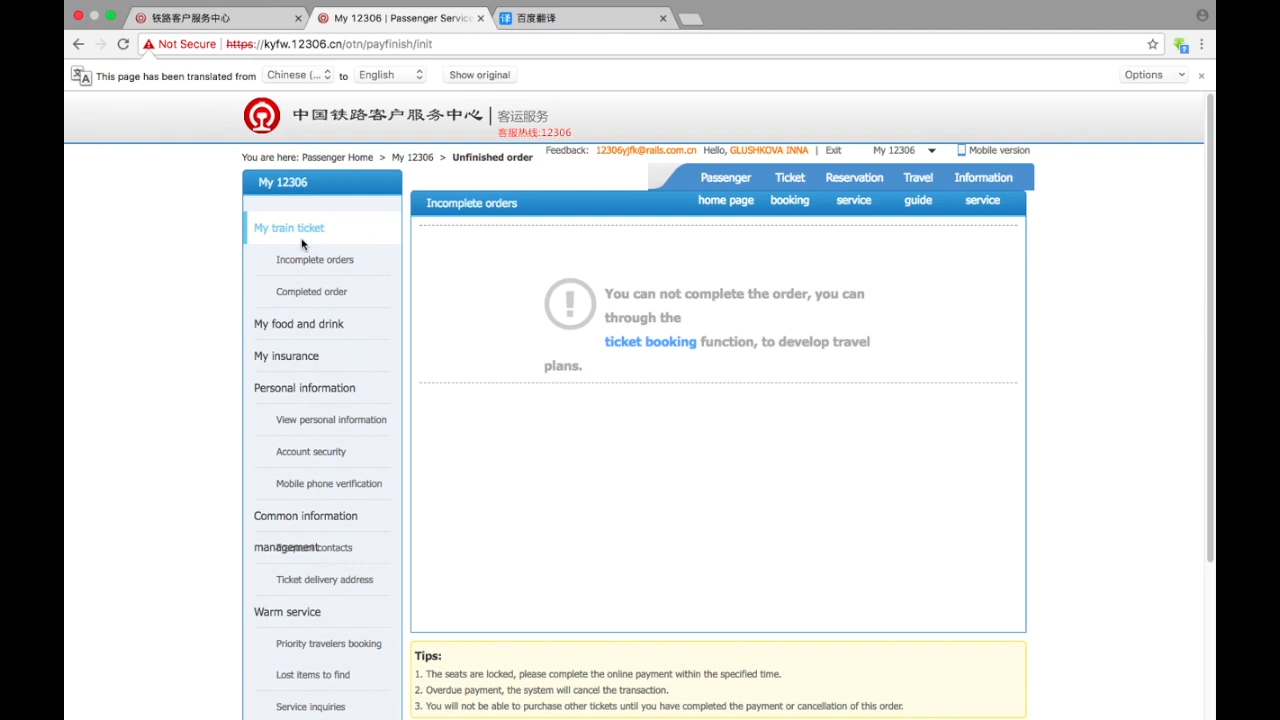 铁路客户服务中心
My 12306 | Passenger Service
百度翻译
Not Secure | https://kyfw.12306.cn/otn/payfinish/init
This page has been translated from Chinese (... to English Show original Options
中国铁路客户服务中心 | 客运服务
客服热线:12306
You are here: Passenger Home > My 12306 > Unfinished order
Feedback: 12306yjfk@rails.com.cn Hello, GLUSHKOVA INNA | Exit My 12306 Mobile version
Passenger home page
Ticket booking
Reservation service
Travel guide
Information service
My 12306
My train ticket
Incomplete orders
Completed order
My food and drink
My insurance
Personal information
View personal information
Account security
Mobile phone verification
Common information
management
contacts
Ticket delivery address
Warm service
Priority travelers booking
Lost items to find
Service inquiries
Incomplete orders
You can not complete the order, you can
through the
ticket booking function, to develop travel
plans.
Tips:
1. The seats are locked, please complete the online payment within the specified time.
2. Overdue payment, the system will cancel the transaction.
3. You will not be able to purchase other tickets until you have completed the payment or cancellation of this order.